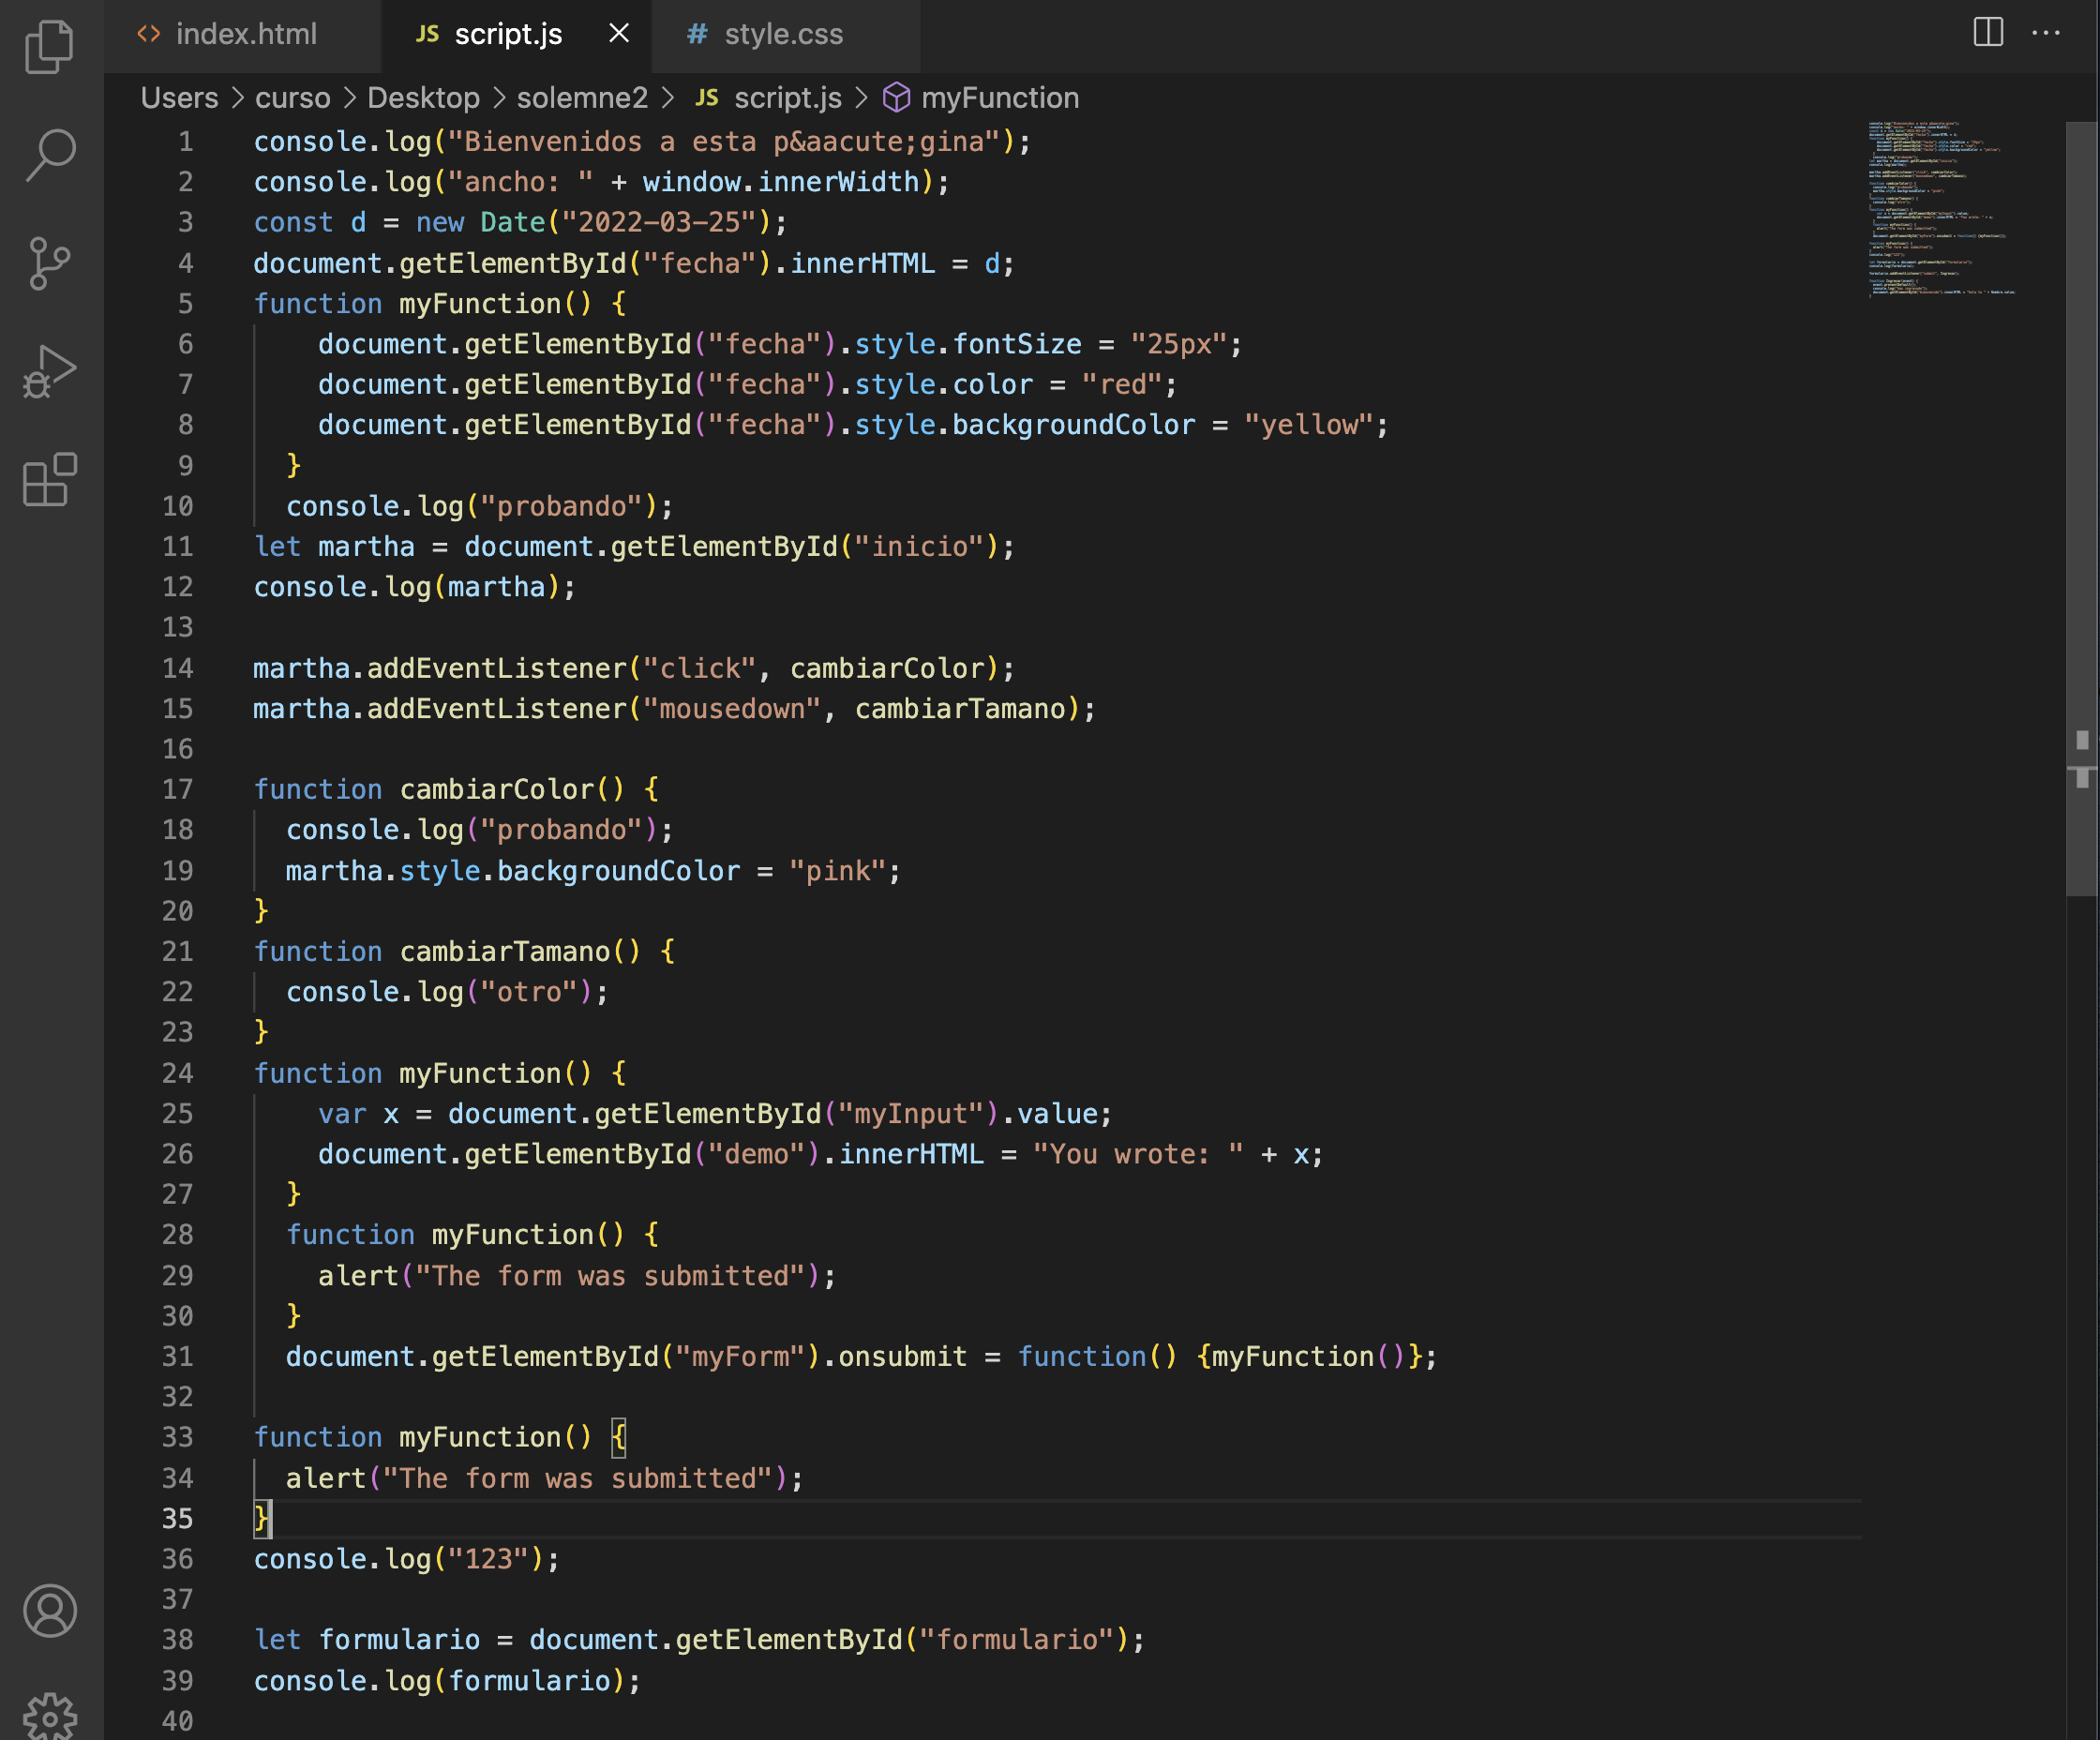 index.html script.js style.css
Users > curso > Desktop > solemne2 > JS script.js > myFunction
1 console.log("Bienvenidos a esta p&aacute;gina");
2 console.log("ancho: " + window.innerWidth);
3 const d = new Date("2022-03-25");
4 document.getElementById("fecha").innerHTML = d;
5 function myFunction() {
6     document.getElementById("fecha").style.fontSize = "25px";
7     document.getElementById("fecha").style.color = "red";
8     document.getElementById("fecha").style.backgroundColor = "yellow";
9   }
10   console.log("probando");
11 let martha = document.getElementById("inicio");
12 console.log(martha);
13
14 martha.addEventListener("click", cambiarColor);
15 martha.addEventListener("mousedown", cambiarTamano);
16
17 function cambiarColor() {
18   console.log("probando");
19   martha.style.backgroundColor = "pink";
20 }
21 function cambiarTamano() {
22   console.log("otro");
23 }
24 function myFunction() {
25     var x = document.getElementById("myInput").value;
26     document.getElementById("demo").innerHTML = "You wrote: " + x;
27   }
28   function myFunction() {
29     alert("The form was submitted");
30   }
31   document.getElementById("myForm").onsubmit = function() {myFunction()};
32
33 function myFunction() {
34   alert("The form was submitted");
35 }
36 console.log("123");
37
38 let formulario = document.getElementById("formulario");
39 console.log(formulario);
40